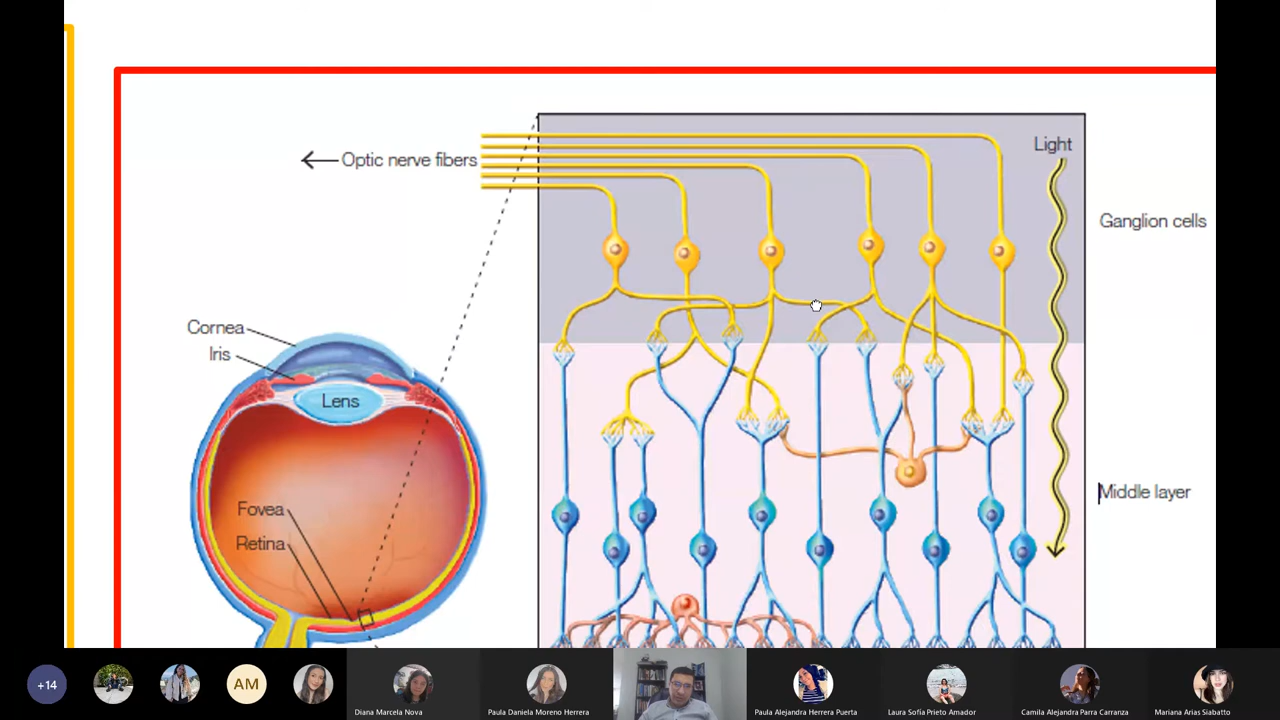 Light
Optic nerve fibers
Ganglion cells
Cornea
Iris
Lens
Middle layer
Fovea
Retina
+14
AM
Diana Marcela Nova
Paula Daniela Moreno Herrera
Paula Alejandra Herrera Puerta
Laura Sofía Prieto Amador
Camila Alejandra Parra Carranza
Mariana Arias Sabatto